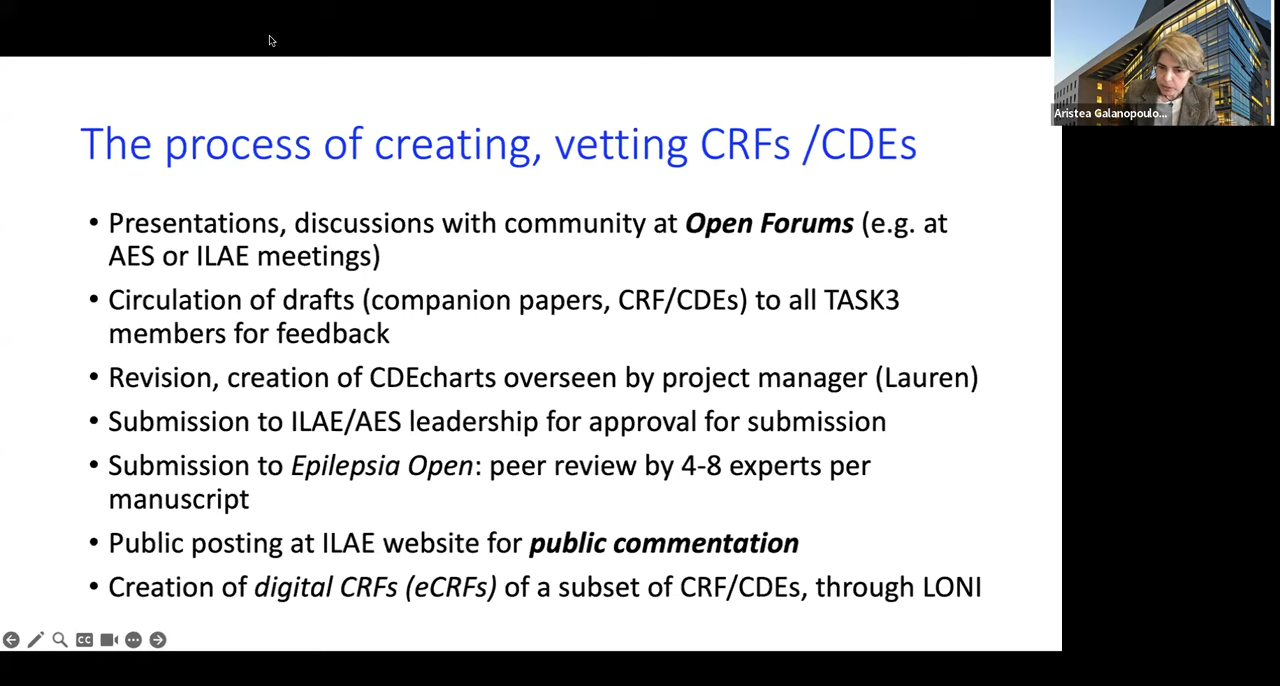 Aristea Galanopoulo...
The process of creating, vetting CRFs /CDEs
• Presentations, discussions with community at Open Forums (e.g. at
AES or ILAE meetings)
• Circulation of drafts (companion papers, CRF/CDEs) to all TASK3
members for feedback
• Revision, creation of CDEcharts overseen by project manager (Lauren)
• Submission to ILAE/AES leadership for approval for submission
• Submission to Epilepsia Open: peer review by 4-8 experts per
manuscript
• Public posting at ILAE website for public commentation
• Creation of digital CRFs (eCRFs) of a subset of CRF/CDEs, through LONI
CC